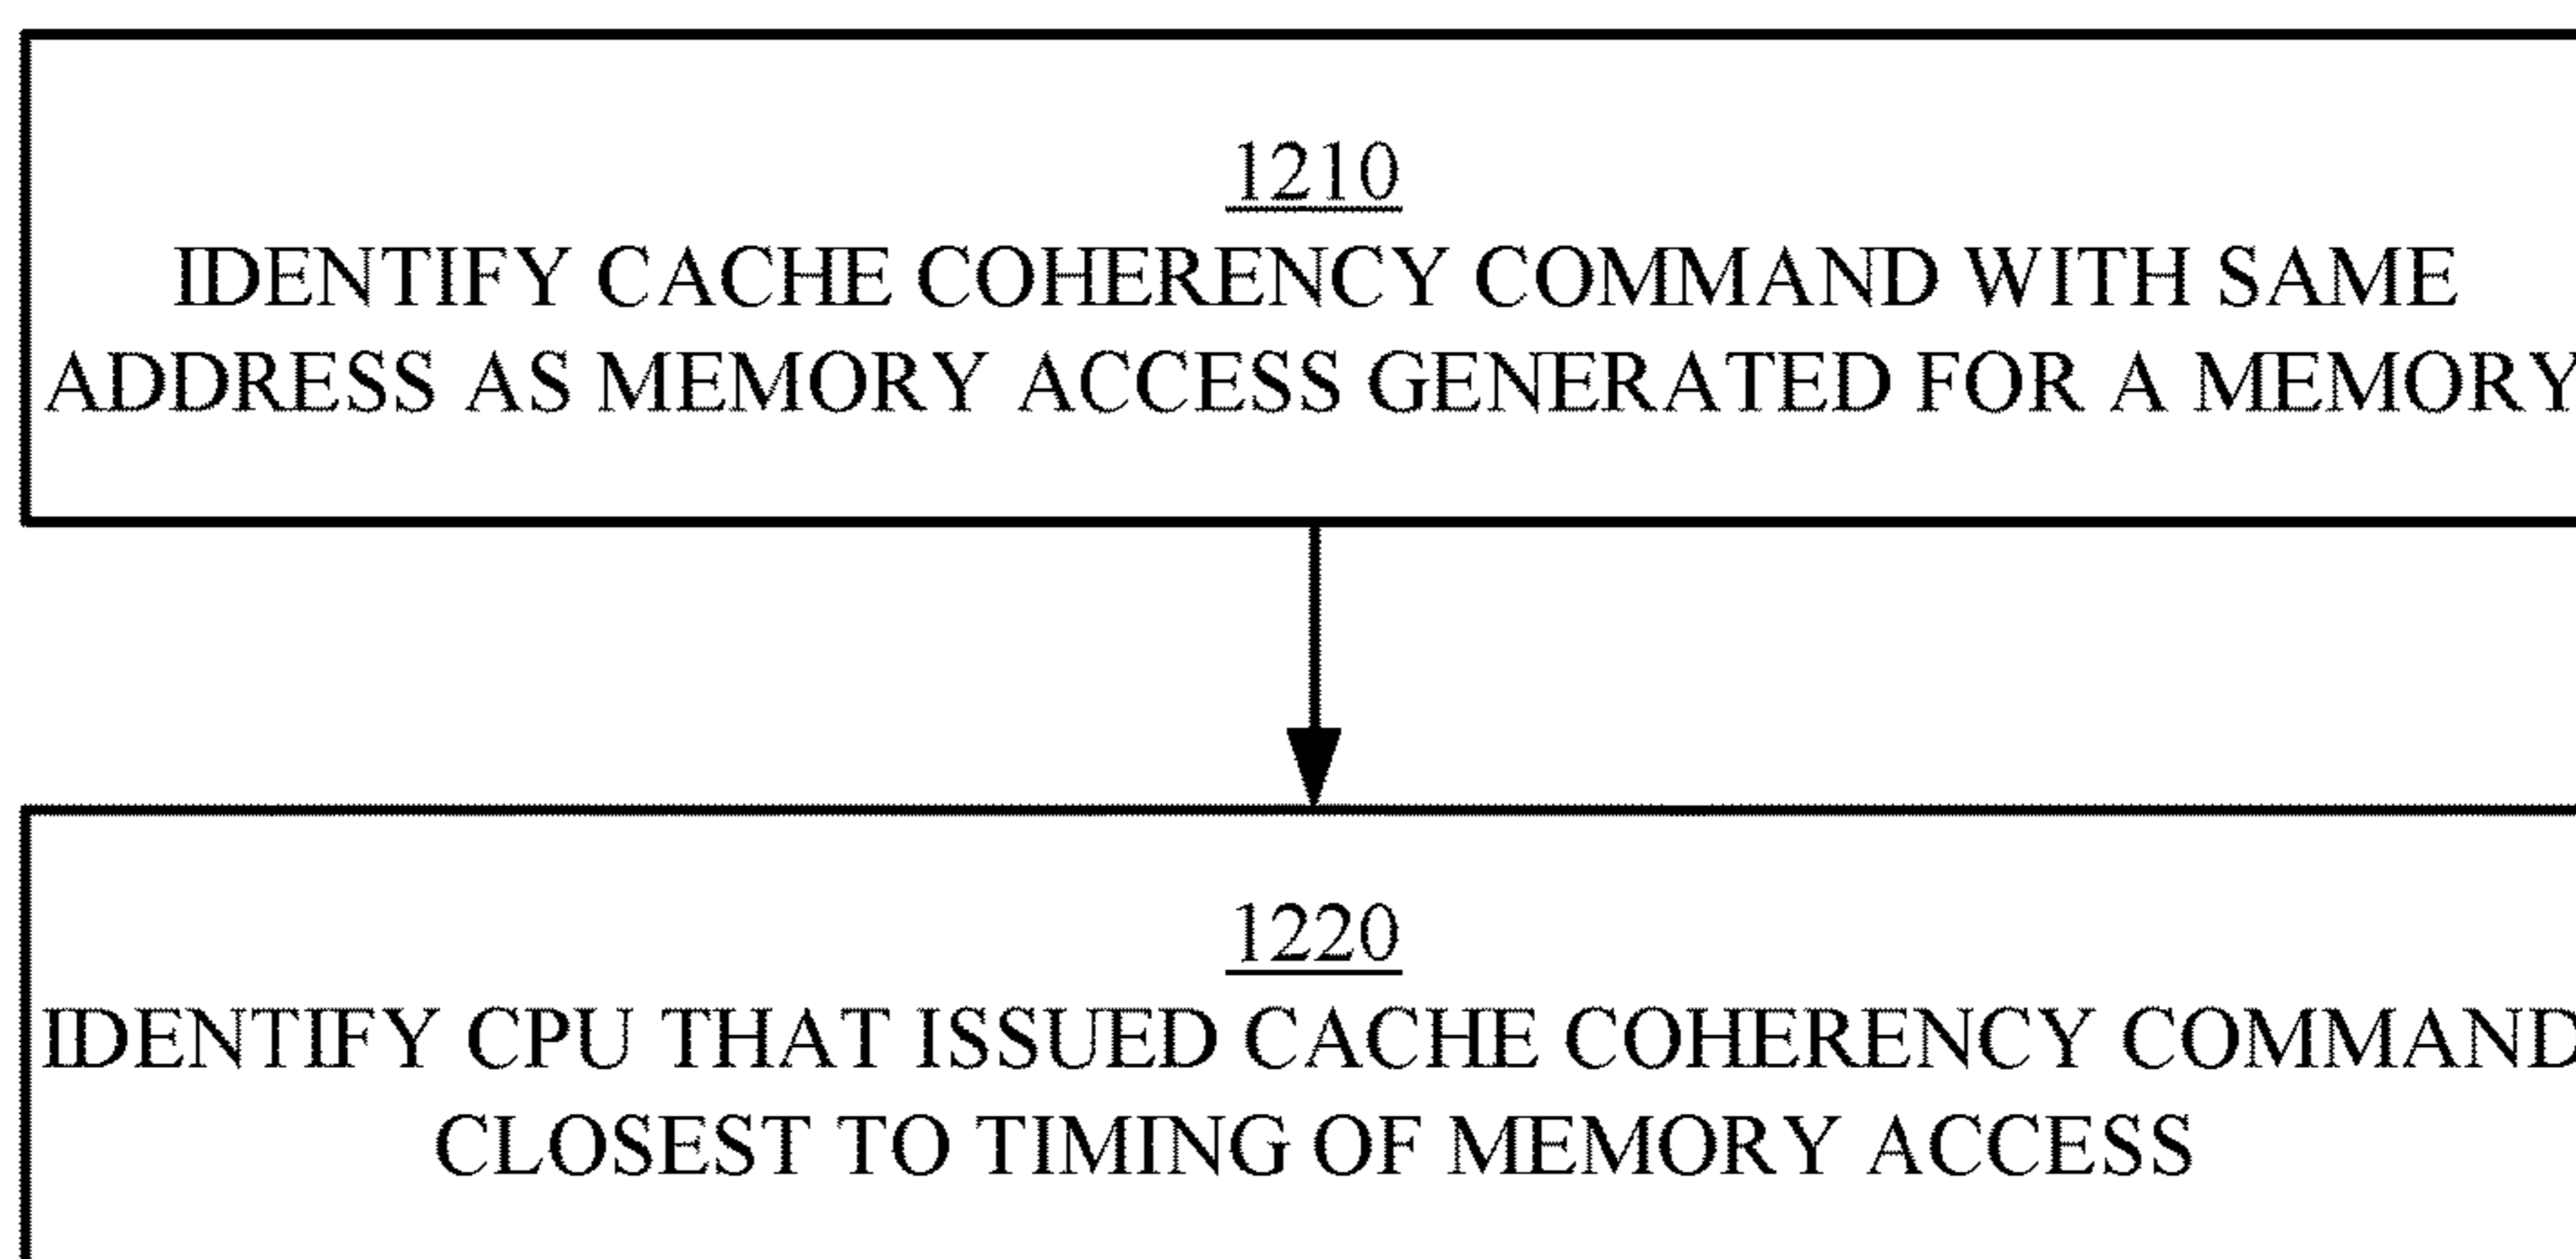 1210
IDENTIFY CACHE COHERENCY COMMAND WITH SAME
ADDRESS AS MEMORY ACCESS GENERATED FOR A MEMORY
1220
IDENTIFY CPU THAT ISSUED CACHE COHERENCY COMMAND
CLOSEST TO TIMING OF MEMORY ACCESS